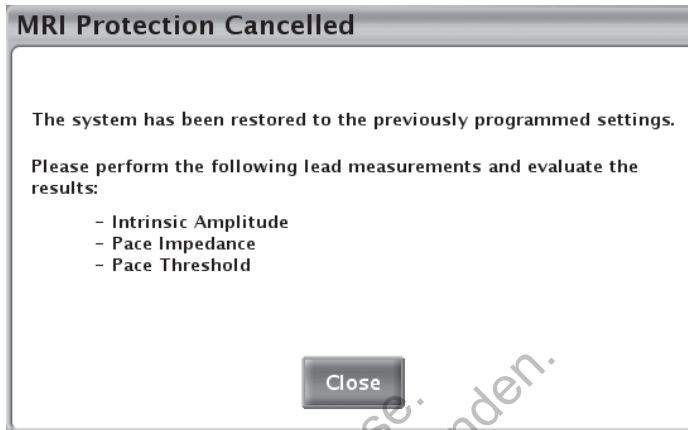 MRI Protection Cancelled
The system has been restored to the previously programmed settings.
Please perform the following lead measurements and evaluate the
results:
- Intrinsic Amplitude
- Pace Impedance
- Pace Threshold
Close